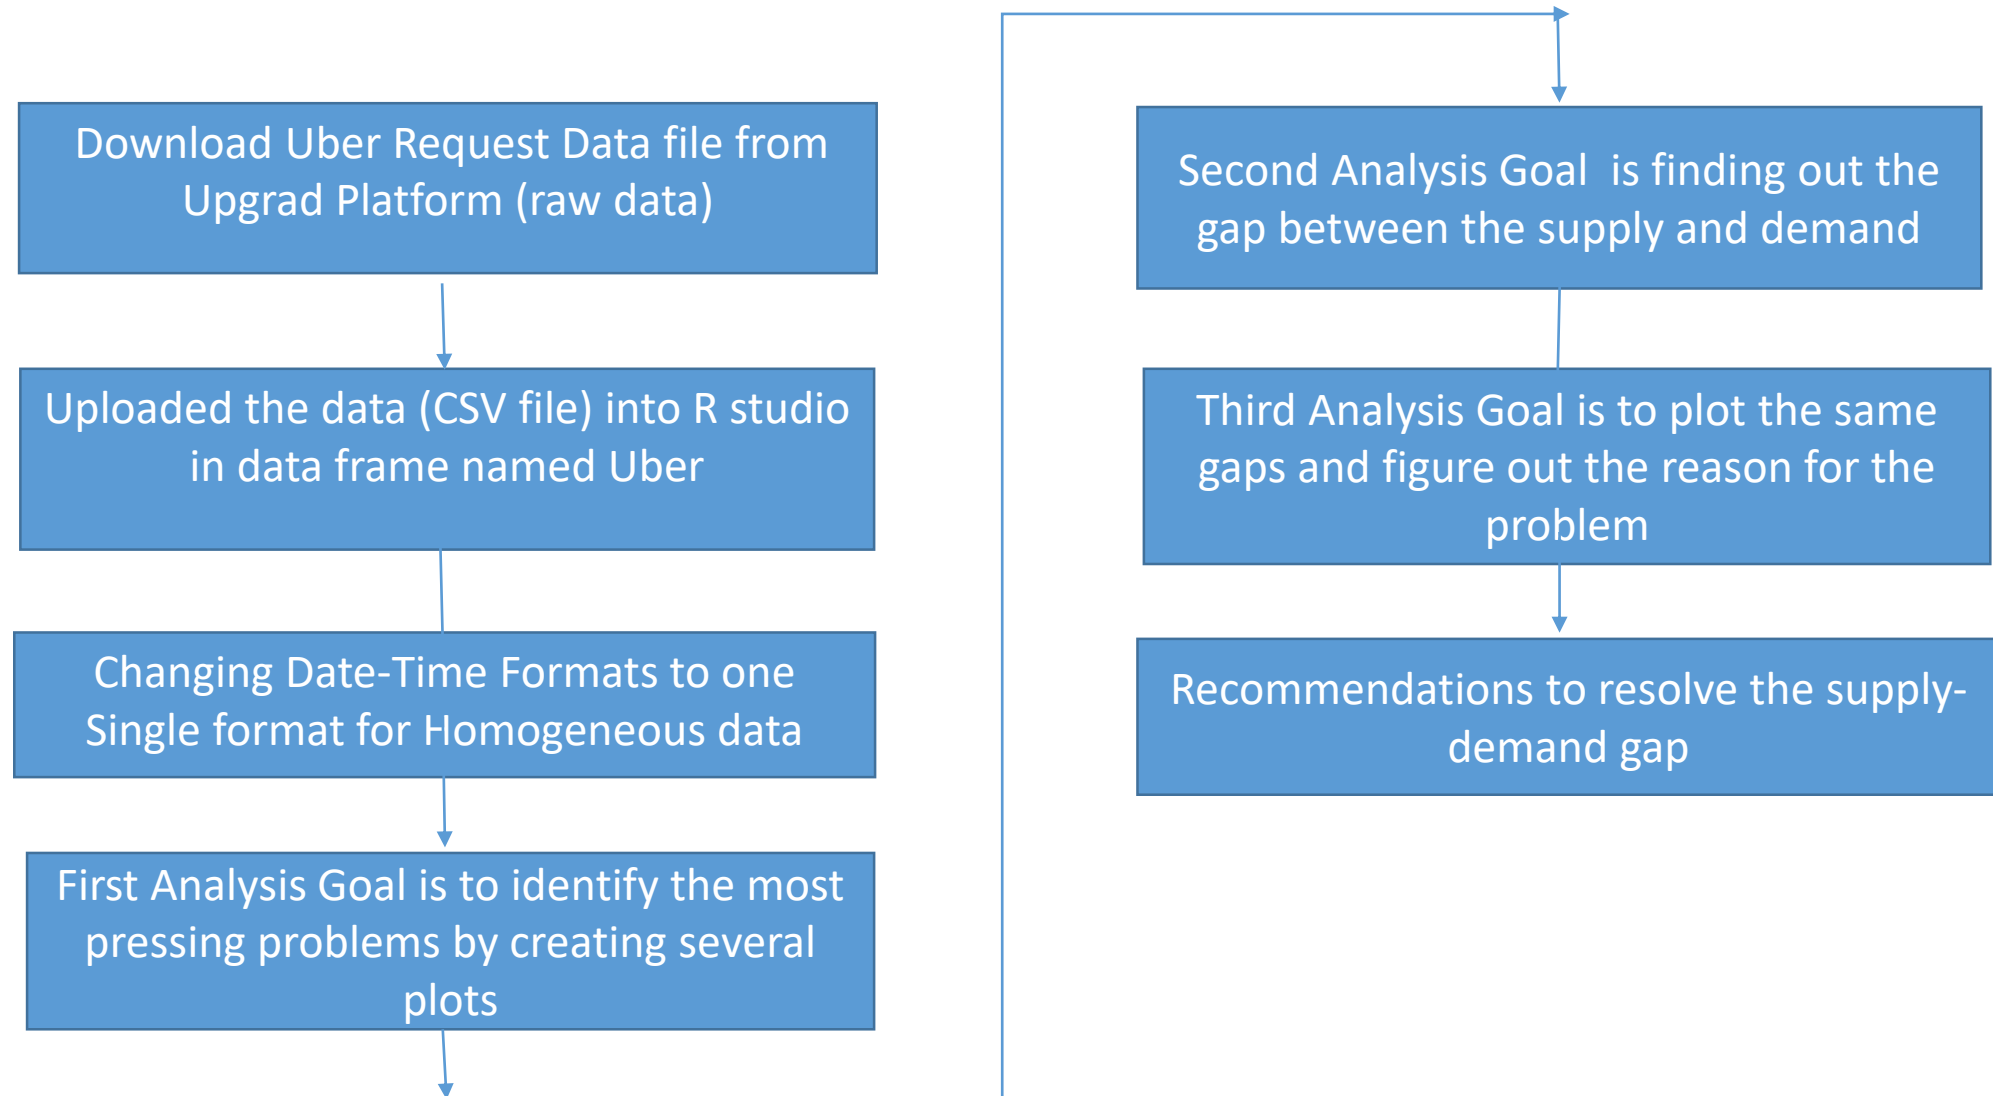 Download Uber Request Data file from
Upgrad Platform (raw data)
Uploaded the data (CSV file) into R studio
in data frame named Uber
Changing Date-Time Formats to one
Single format for Homogeneous data
First Analysis Goal is to identify the most
pressing problems by creating several
plots
Second Analysis Goal  is finding out the
gap between the supply and demand
Third Analysis Goal is to plot the same
gaps and figure out the reason for the
problem
Recommendations to resolve the supply-
demand gap